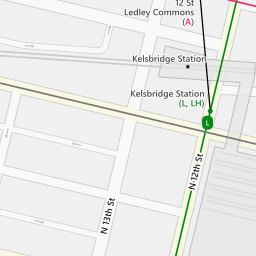 12 St
Ledley Commons
(A)
Kelsbridge Station
Kelsbridge Station
(L, LH)
L
N 12th St
N 13th St